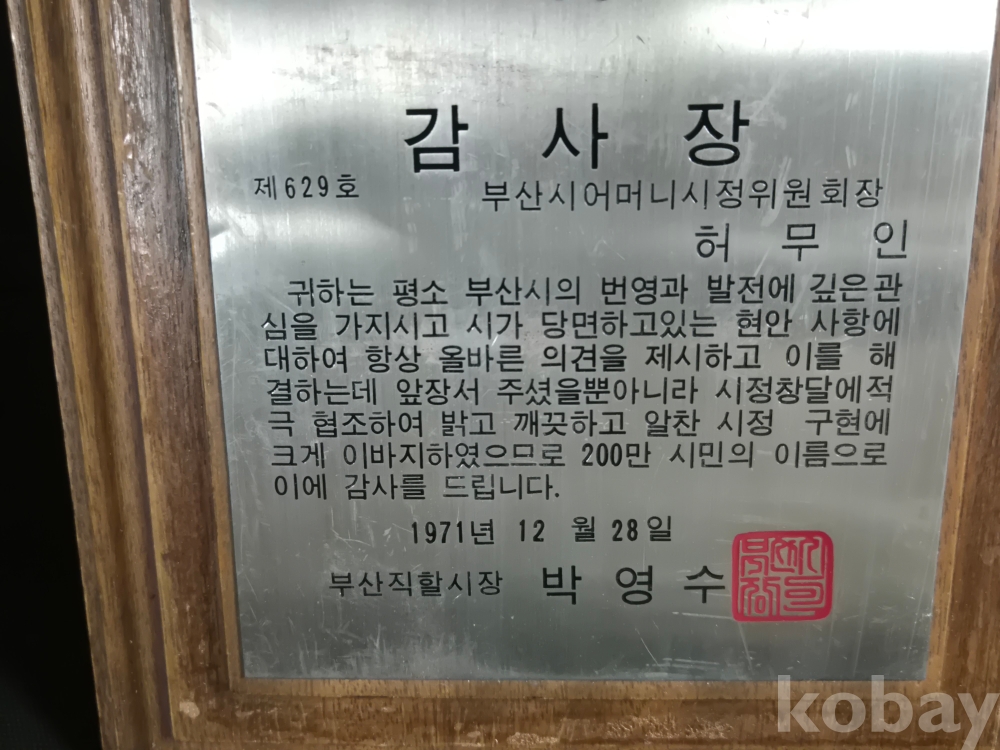 감 사 장
제629호 부산시어머니시정위원회장
허 무 인
귀하는 평소 부산시의 번영과 발전에 깊은관
심을 가지시고 시가 당면하고있는 현안 사항에
대하여 항상 올바른 의견을 제시하고 이를 해
결하는데 앞장서 주셨을뿐아니라 시정창달에적
극 협조하여 밝고 깨끗하고 알찬 시정 구현에
크게 이바지하였으므로 200만 시민의 이름으로
이에 감사를 드립니다.
1971년 12 월 28일
부산직할시장 박 영 수
kobay